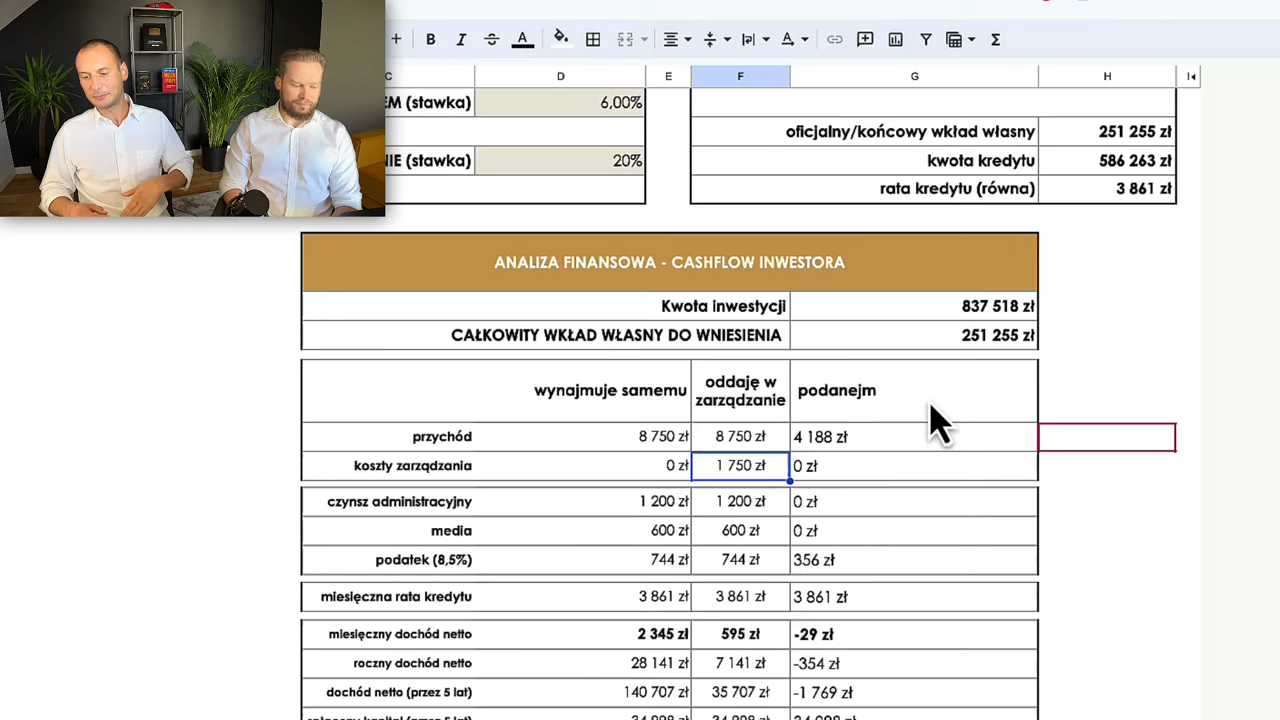 C D E F G H
EM (stawka) 6,00%
oficjalny/końcowy wkład własny 251 255 zł
NIE (stawka) 20% kwota kredytu 586 263 zł
rata kredytu (równa) 3 861 zł
ANALIZA FINANSOWA - CASHFLOW INWESTORA
Kwota inwestycji 837 518 zł
CAŁKOWITY WKŁAD WŁASNY DO WNIESIENIA 251 255 zł
wynajmuje samemu oddaję w zarządzanie podanejm
przychód 8 750 zł 8 750 zł 4 188 zł
koszty zarządzania 0 zł 1 750 zł 0 zł
czynsz administracyjny 1 200 zł 1 200 zł 0 zł
media 600 zł 600 zł 0 zł
podatek (8,5%) 744 zł 744 zł 356 zł
miesięczna rata kredytu 3 861 zł 3 861 zł 3 861 zł
miesięczny dochód netto 2 345 zł 595 zł -29 zł
roczny dochód netto 28 141 zł 7 141 zł -354 zł
dochód netto (przez 5 lat) 140 707 zł 35 707 zł -1 769 zł